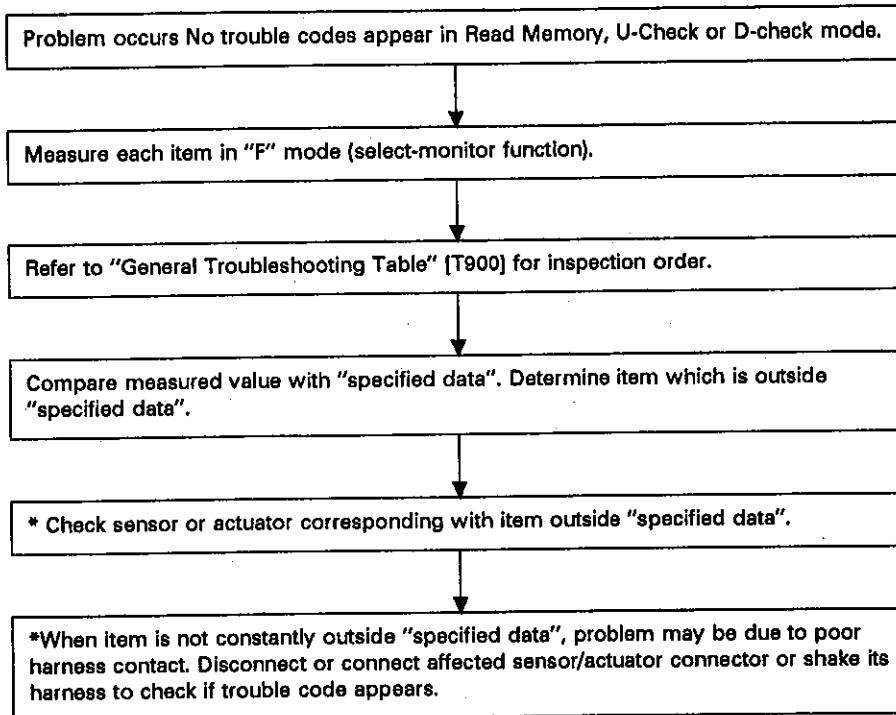 Problem occurs No trouble codes appear in Read Memory, U-Check or D-check mode.
Measure each item in "F" mode (select-monitor function).
Refer to "General Troubleshooting Table" [T900] for inspection order.
Compare measured value with "specified data". Determine item which is outside
"specified data".
* Check sensor or actuator corresponding with item outside "specified data".
*When item is not constantly outside "specified data", problem may be due to poor
harness contact. Disconnect or connect affected sensor/actuator connector or shake its
harness to check if trouble code appears.